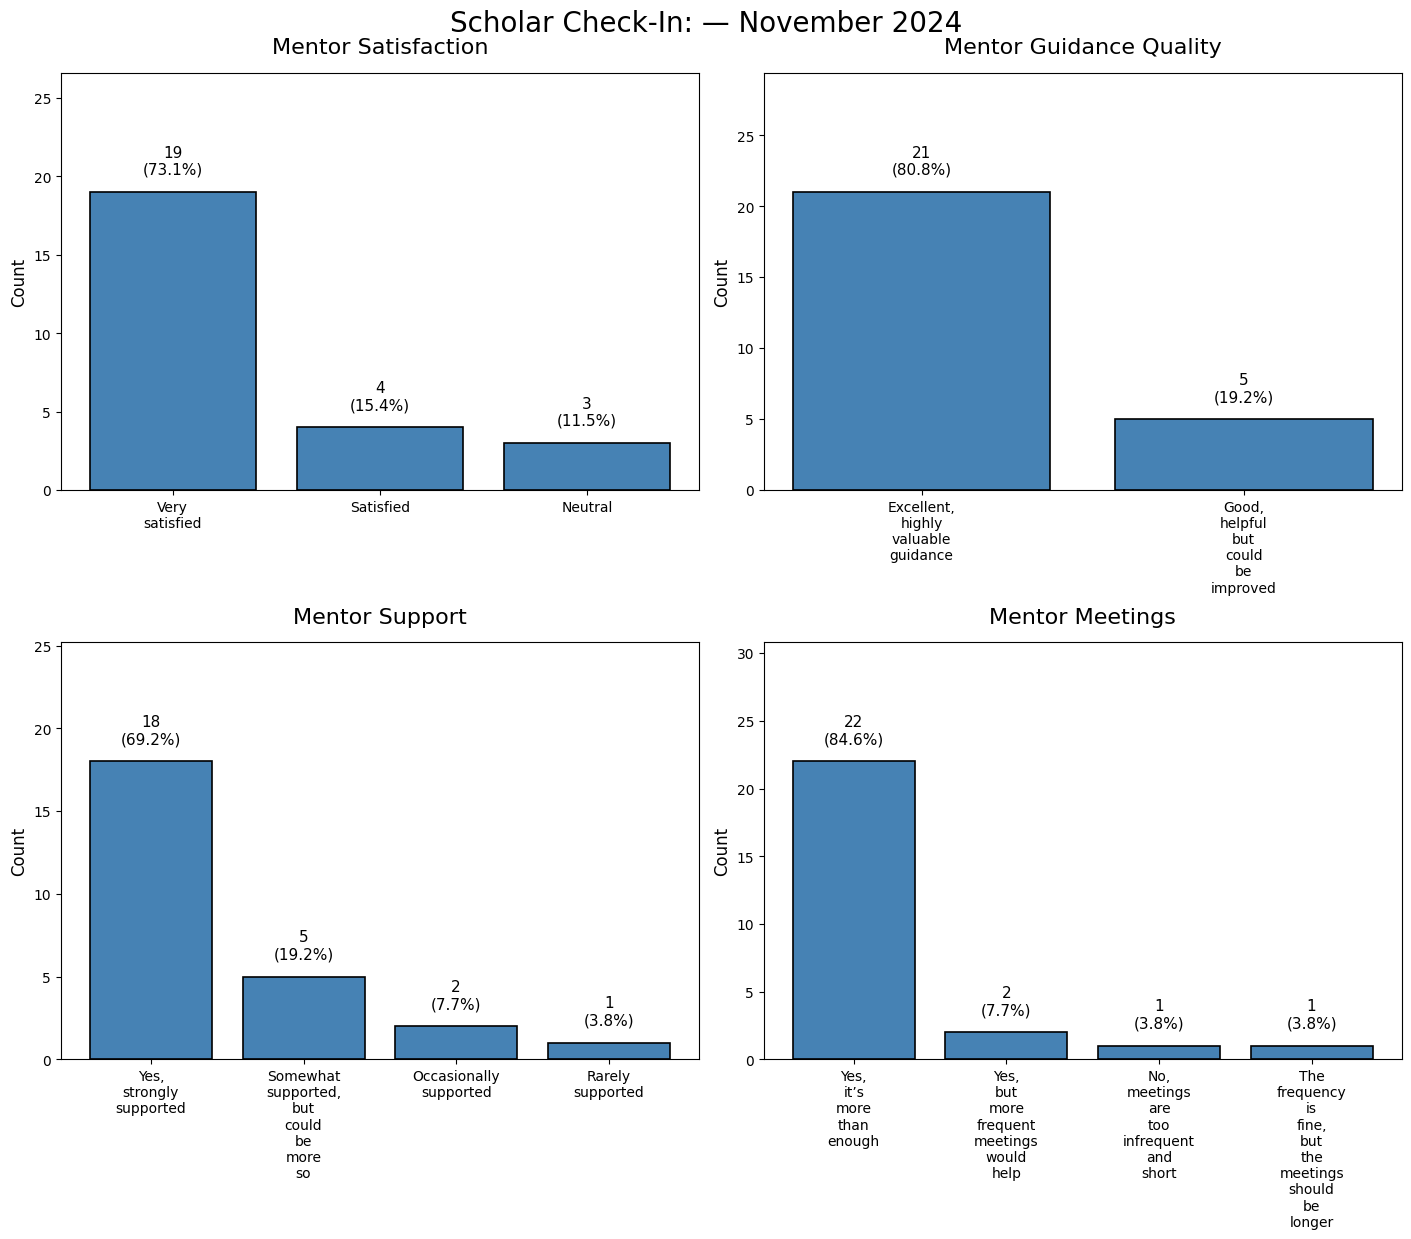 Scholar Check-In: — November 2024
Mentor Satisfaction
Count
25
20
15
10
5
0
19
(73.1%)
4
(15.4%)
3
(11.5%)
Very
satisfied
Satisfied
Neutral
Mentor Guidance Quality
Count
25
20
15
10
5
0
21
(80.8%)
5
(19.2%)
Excellent,
highly
valuable
guidance
Good,
helpful
but
could
be
improved
Mentor Support
Count
25
20
15
10
5
0
18
(69.2%)
5
(19.2%)
2
(7.7%)
1
(3.8%)
Yes,
strongly
supported
Somewhat
supported,
but
could
be
more
so
Occasionally
supported
Rarely
supported
Mentor Meetings
Count
30
25
20
15
10
5
0
22
(84.6%)
2
(7.7%)
1
(3.8%)
1
(3.8%)
Yes,
it’s
more
than
enough
Yes,
but
more
frequent
meetings
would
help
No,
meetings
are
too
infrequent
and
short
The
frequency
is
fine,
but
the
meetings
should
be
longer